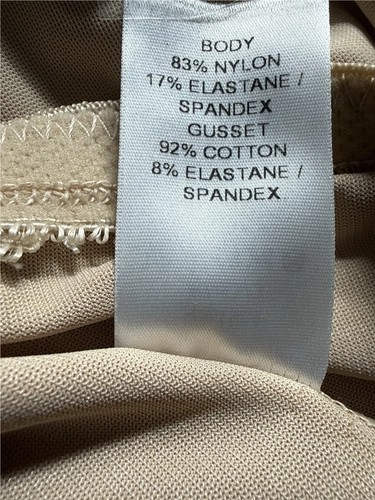 BODY
83% NYLON
17% ELASTANE /
SPANDEX
GUSSET
92% COTTON
8% ELASTANE /
SPANDEX